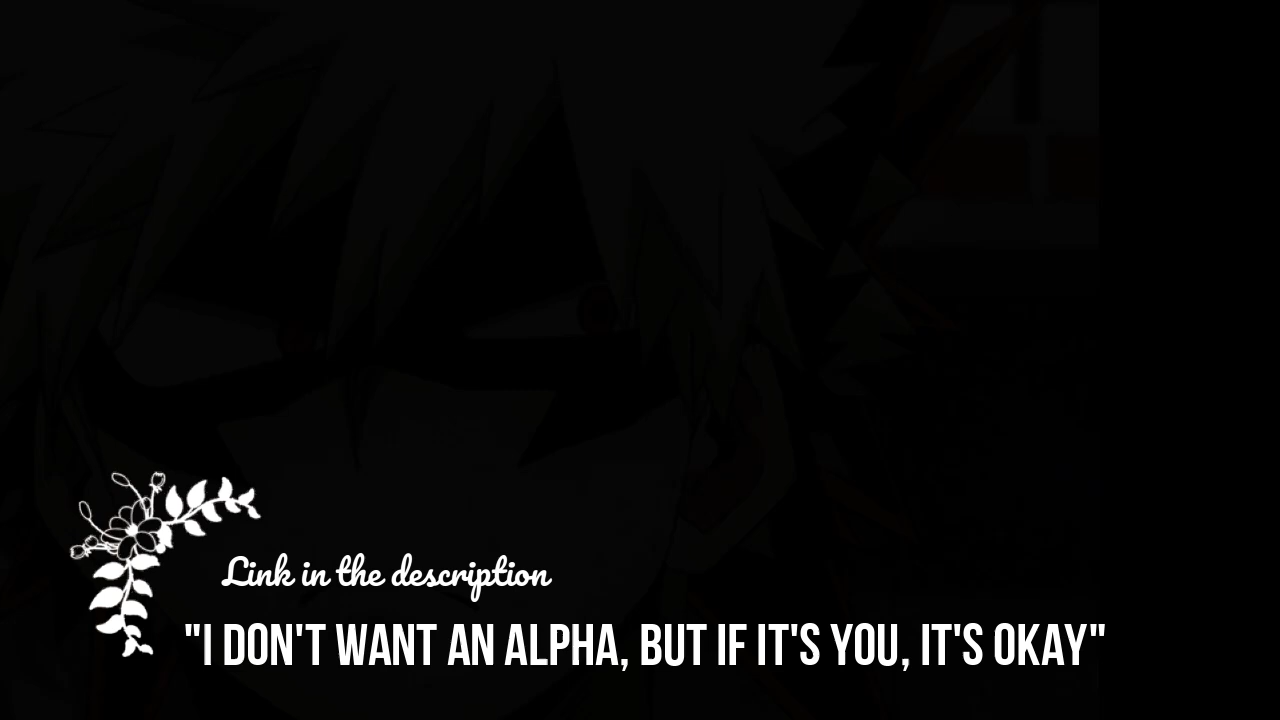 Link in the description
"I DON'T WANT AN ALPHA, BUT IF IT'S YOU, IT'S OKAY"